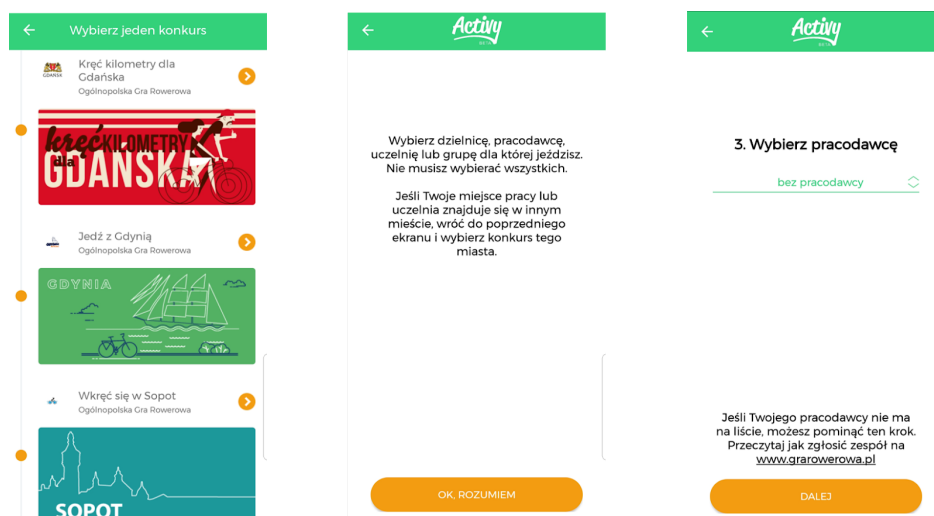 Wybierz jeden konkurs
GDAŃSK
Kręć kilometry dla
Gdańska
Ogólnopolska Gra Rowerowa
kręć KILOMETRY
dla
GDAŃSKA
Jedź z Gdynią
Ogólnopolska Gra Rowerowa
GDYNIA
Wkręć się w Sopot
Ogólnopolska Gra Rowerowa
SOPOT
Activy
BETA
Wybierz dzielnicę, pracodawcę,
uczelnię lub grupę dla której jeździsz.
Nie musisz wybierać wszystkich.
Jeśli Twoje miejsce pracy lub
uczelnia znajduje się w innym
mieście, wróć do poprzedniego
ekranu i wybierz konkurs tego
miasta.
OK, ROZUMIEM
Activy
BETA
3. Wybierz pracodawcę
bez pracodawcy
Jeśli Twojego pracodawcy nie ma
na liście, możesz pominąć ten krok.
Przeczytaj jak zgłosić zespół na
www.grarowerowa.pl
DALEJ